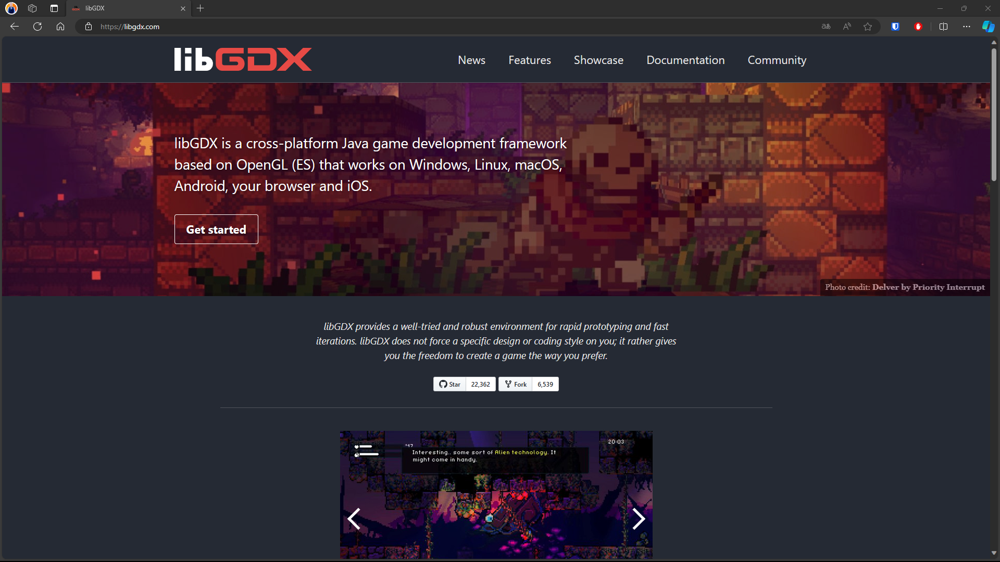 libGDX
https://libgdx.com
libGDX
News
Features
Showcase
Documentation
Community
libGDX is a cross-platform Java game development framework
based on OpenGL (ES) that works on Windows, Linux, macOS,
Android, your browser and iOS.
Get started
Photo credit: Delver by Priority Interrupt
libGDX provides a well-tried and robust environment for rapid prototyping and fast
iterations. libGDX does not force a specific design or coding style on you; it rather gives
you the freedom to create a game the way you prefer.
Star 22,362
Fork 6,539
20:03
Interesting.. some sort of Alien technology. It
might come in handy.